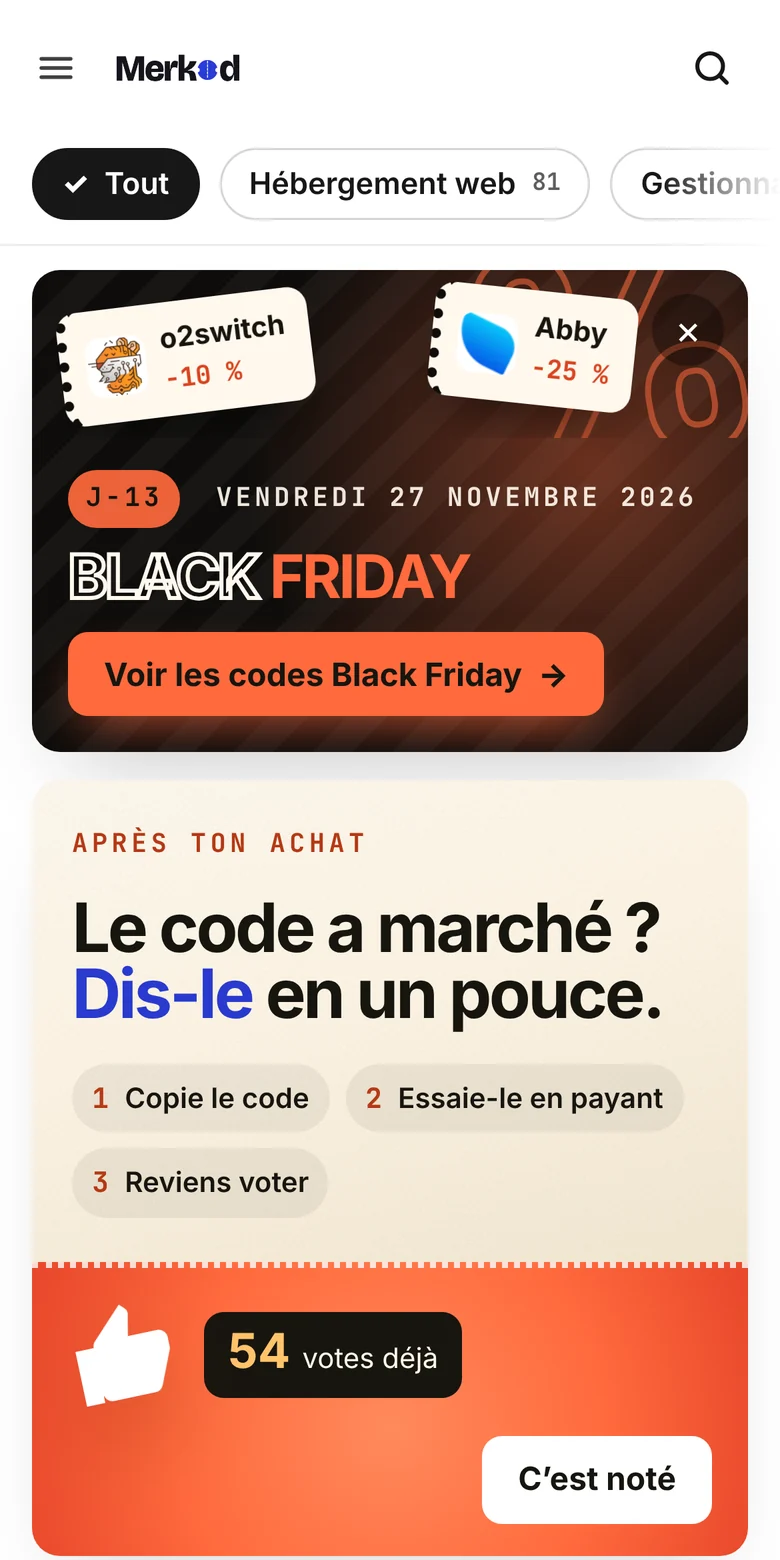 Merkod
Tout
Hébergement web 81
Gestionna
o2switch
-10 %
Abby
-25 %
%
J-13 VENDREDI 27 NOVEMBRE 2026
BLACK FRIDAY
Voir les codes Black Friday →
APRÈS TON ACHAT
Le code a marché ?
Dis-le en un pouce.
1 Copie le code
2 Essaie-le en payant
3 Reviens voter
54 votes déjà
C’est noté